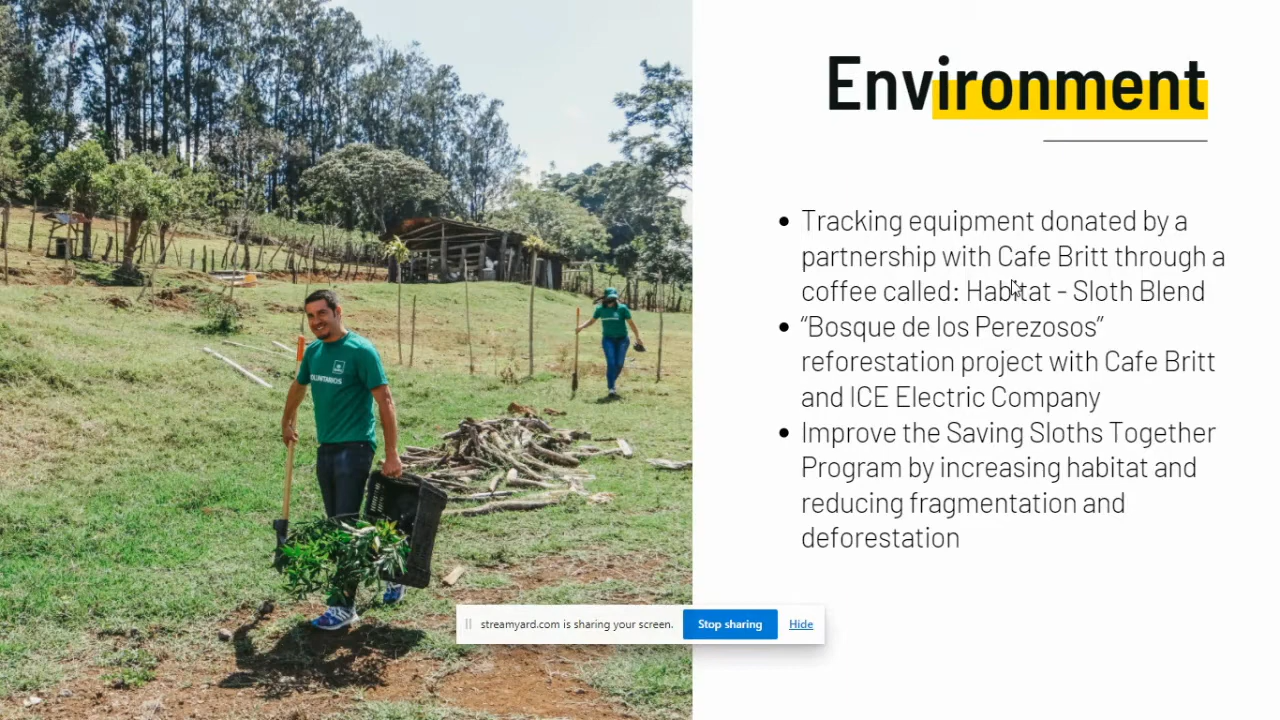 Environment
Tracking equipment donated by a
partnership with Cafe Britt through a
coffee called: Habitat - Sloth Blend
“Bosque de los Perezosos”
reforestation project with Cafe Britt
and ICE Electric Company
Improve the Saving Sloths Together
Program by increasing habitat and
reducing fragmentation and
deforestation
VOLUNTARIOS
streamyard.com is sharing your screen. Stop sharing Hide